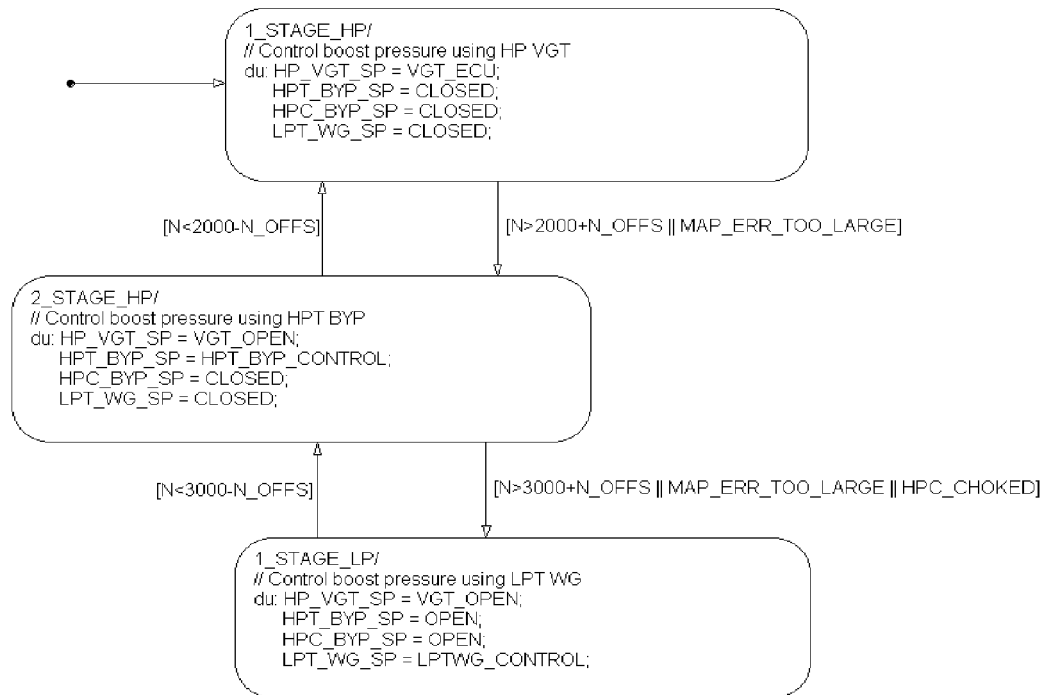 1_STAGE_HP/
// Control boost pressure using HP VGT
du: HP_VGT_SP = VGT_ECU;
HPT_BYP_SP = CLOSED;
HPC_BYP_SP = CLOSED;
LPT_WG_SP = CLOSED;
[N<2000-N_OFFS]
[N>2000+N_OFFS || MAP_ERR_TOO_LARGE]
2_STAGE_HP/
// Control boost pressure using HPT BYP
du: HP_VGT_SP = VGT_OPEN;
HPT_BYP_SP = HPT_BYP_CONTROL;
HPC_BYP_SP = CLOSED;
LPT_WG_SP = CLOSED;
[N<3000-N_OFFS]
[N>3000+N_OFFS || MAP_ERR_TOO_LARGE || HPC_CHOKED]
1_STAGE_LP/
// Control boost pressure using LPT WG
du: HP_VGT_SP = VGT_OPEN;
HPT_BYP_SP = OPEN;
HPC_BYP_SP = OPEN;
LPT_WG_SP = LPTWG_CONTROL;